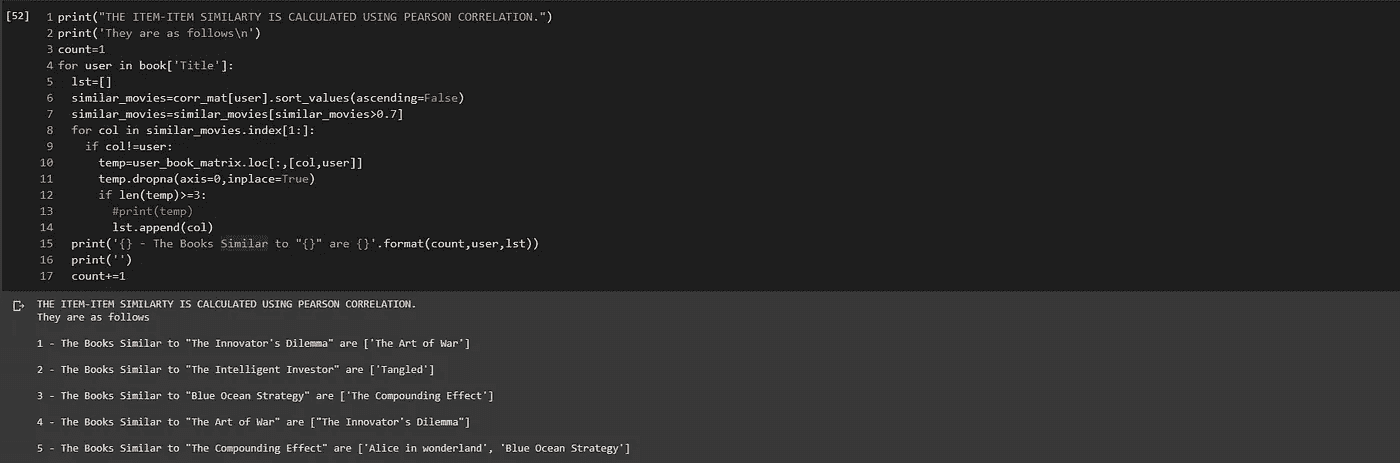 [52] 1 print("THE ITEM-ITEM SIMILARTY IS CALCULATED USING PEARSON CORRELATION.")
2 print('They are as follows\n')
3 count=1
4 for user in book['Title']:
5   lst=[]
6   similar_movies=corr_mat[user].sort_values(ascending=False)
7   similar_movies=similar_movies[similar_movies>0.7]
8   for col in similar_movies.index[1:]:
9     if col!=user:
10       temp=user_book_matrix.loc[:,[col,user]]
11       temp.dropna(axis=0,inplace=True)
12       if len(temp)>=3:
13         #print(temp)
14         lst.append(col)
15   print('{} - The Books Similar to "{}" are {}'.format(count,user,lst))
16   print('')
17   count+=1
THE ITEM-ITEM SIMILARTY IS CALCULATED USING PEARSON CORRELATION.
They are as follows
1 - The Books Similar to "The Innovator's Dilemma" are ['The Art of War']
2 - The Books Similar to "The Intelligent Investor" are ['Tangled']
3 - The Books Similar to "Blue Ocean Strategy" are ['The Compounding Effect']
4 - The Books Similar to "The Art of War" are ["The Innovator's Dilemma"]
5 - The Books Similar to "The Compounding Effect" are ['Alice in wonderland', 'Blue Ocean Strategy']